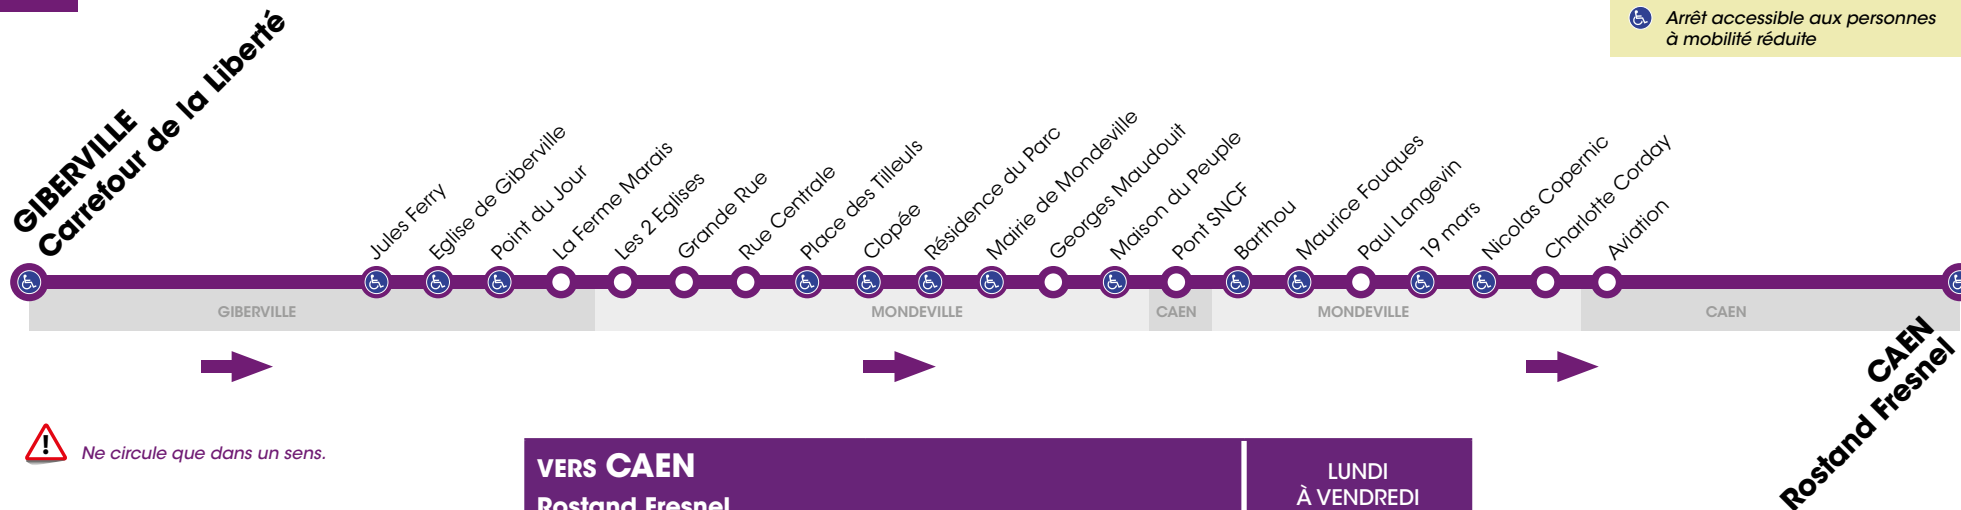 Arrêt accessible aux personnes
à mobilité réduite
GIBERVILLE
Carrefour de la Liberté
Jules Ferry
Eglise de Giberville
Point du Jour
La Ferme Marais
Les 2 Eglises
Grande Rue
Rue Centrale
Place des Tilleuls
Clopée
Résidence du Parc
Mairie de Mondeville
Georges Maudouit
Maison du Peuple
Pont SNCF
Barthou
Maurice Fouques
Paul Langevin
19 mars
Nicolas Copernic
Charlotte Corday
Aviation
CAEN
Rostand Fresnel
GIBERVILLE
MONDEVILLE
CAEN
MONDEVILLE
CAEN
! Ne circule que dans un sens.
VERS CAEN
Rostand Fresnel
LUNDI
À VENDREDI